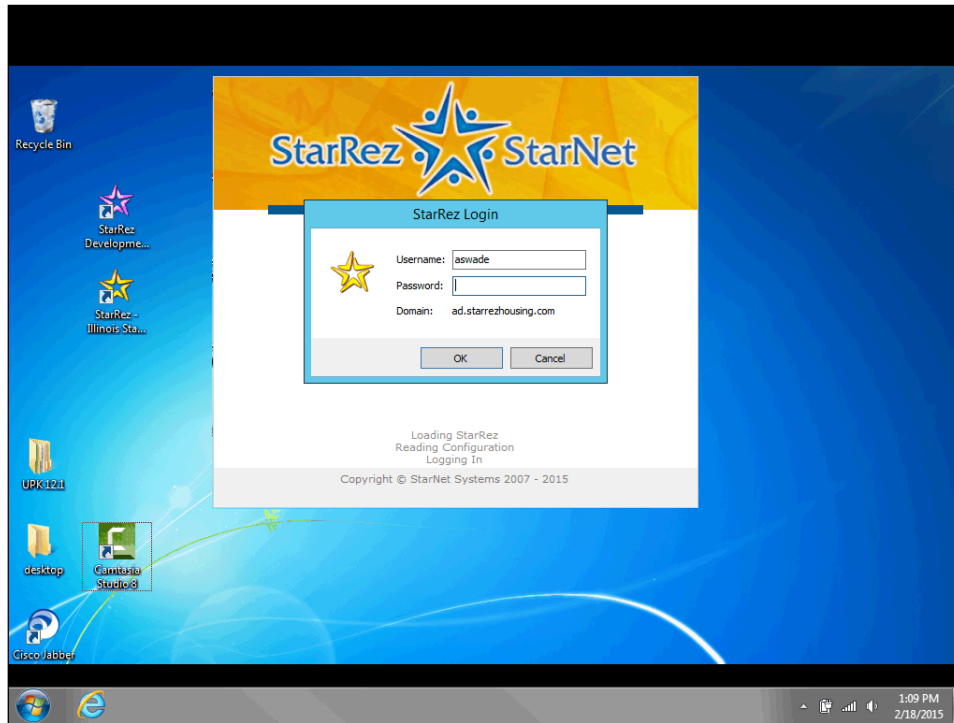 Recycle Bin
StarRez
Developme...
StarRez -
Illinois Sta...
UPK 12.1
desktop
Camtasia
Studio 8
Cisco Jabber
StarRez StarNet
StarRez Login
Username: aswade
Password:
Domain: ad.starrezhousing.com
OK Cancel
Loading StarRez
Reading Configuration
Logging In
Copyright © StarNet Systems 2007 - 2015
1:09 PM
2/18/2015